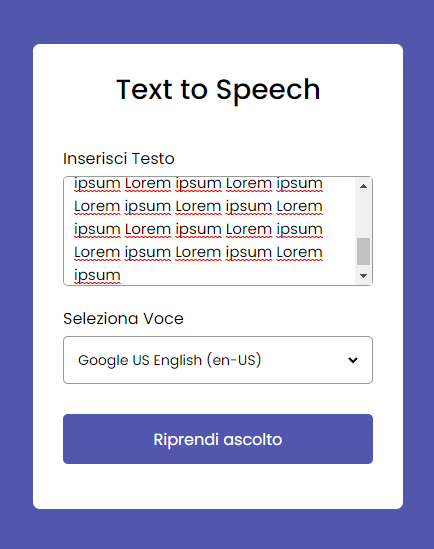 Text to Speech
Inserisci Testo
ipsum Lorem ipsum Lorem ipsum
Lorem ipsum Lorem ipsum Lorem
ipsum Lorem ipsum Lorem ipsum
Lorem ipsum Lorem ipsum Lorem
ipsum
Seleziona Voce
Google US English (en-US)
Riprendi ascolto